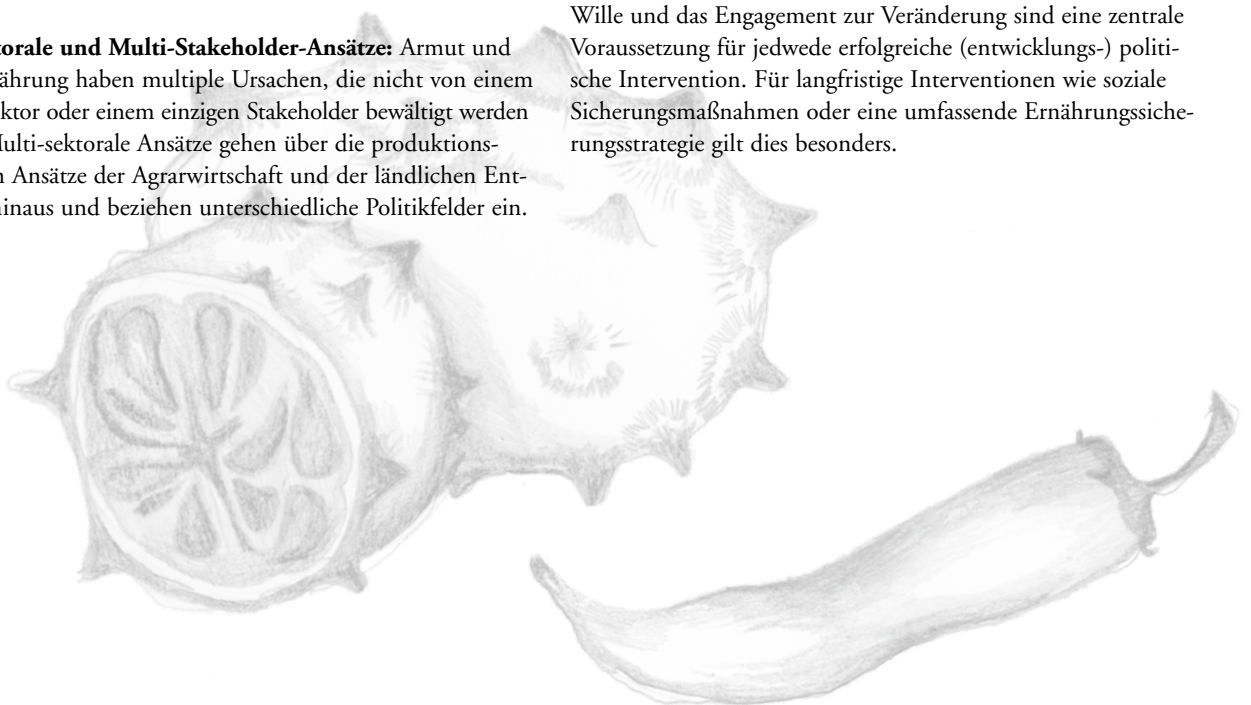 torale und Multi-Stakeholder-Ansätze: Armut und
ährung haben multiple Ursachen, die nicht von einem
ktor oder einem einzigen Stakeholder bewältigt werden
ulti-sektorale Ansätze gehen über die produktions-
n Ansätze der Agrarwirtschaft und der ländlichen Ent-
hinaus und beziehen unterschiedliche Politikfelder ein.
Wille und das Engagement zur Veränderung sind eine zentrale
Voraussetzung für jedwede erfolgreiche (entwicklungs-) politi-
sche Intervention. Für langfristige Interventionen wie soziale
Sicherungsmaßnahmen oder eine umfassende Ernährungssiche-
rungsstrategie gilt dies besonders.